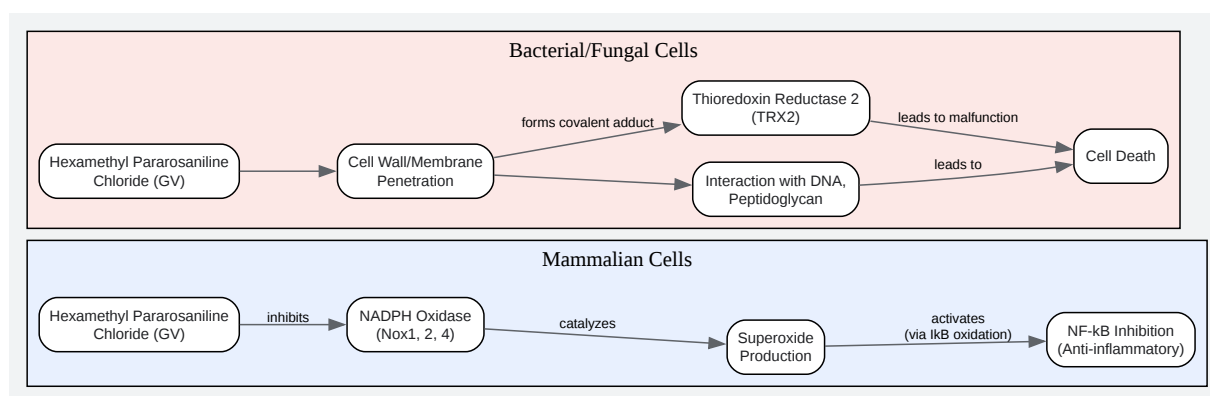 Bacterial/Fungal Cells
Hexamethyl Pararosaniline
Chloride (GV)
Cell Wall/Membrane
Penetration
forms covalent adduct
Thioredoxin Reductase 2
(TRX2)
leads to malfunction
Interaction with DNA,
Peptidoglycan
leads to
Cell Death
Mammalian Cells
Hexamethyl Pararosaniline
Chloride (GV)
inhibits
NADPH Oxidase
(Nox1, 2, 4)
catalyzes
Superoxide
Production
activates
(via IkB oxidation)
NF-kB Inhibition
(Anti-inflammatory)